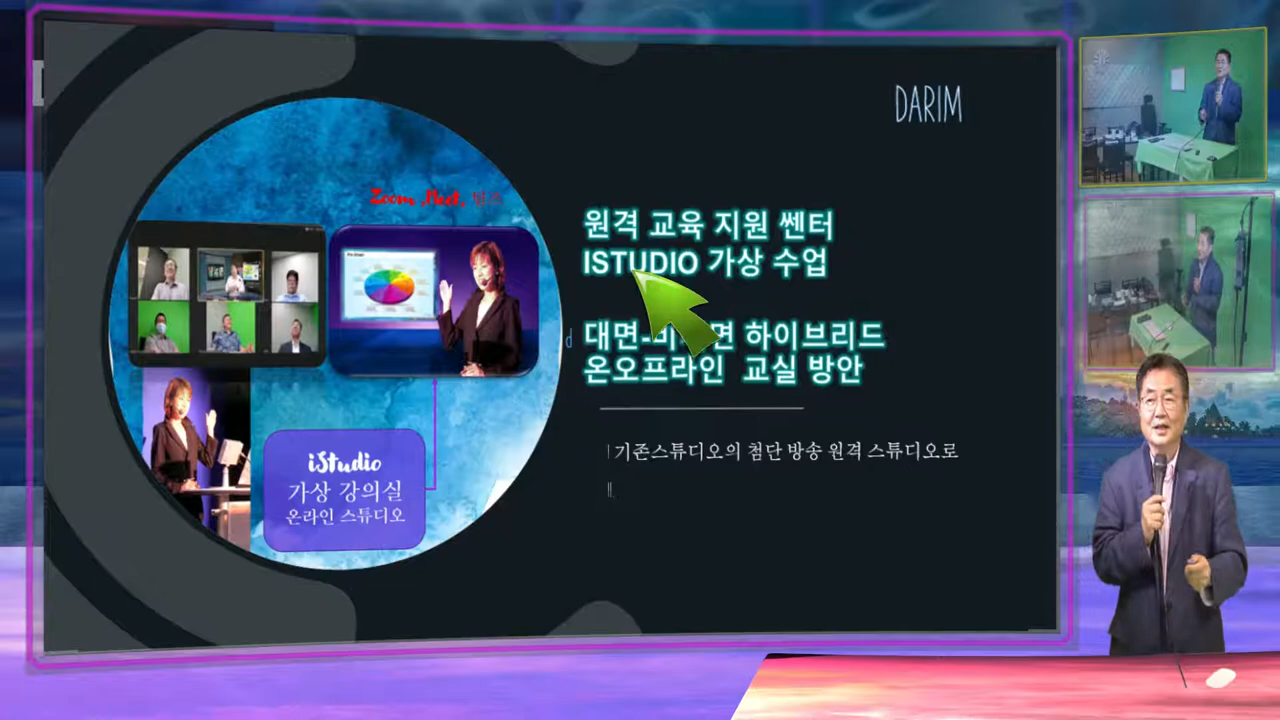 DARIM
Zoom ,Meet,
원격 교육 지원 쎈터
ISTUDIO 가상 수업
하이브리드
온오프라인 교실 방안
기존스튜디오의 첨단 방송 원격 스튜디오로
iStudio
가상 강의실
온라인 스튜디오